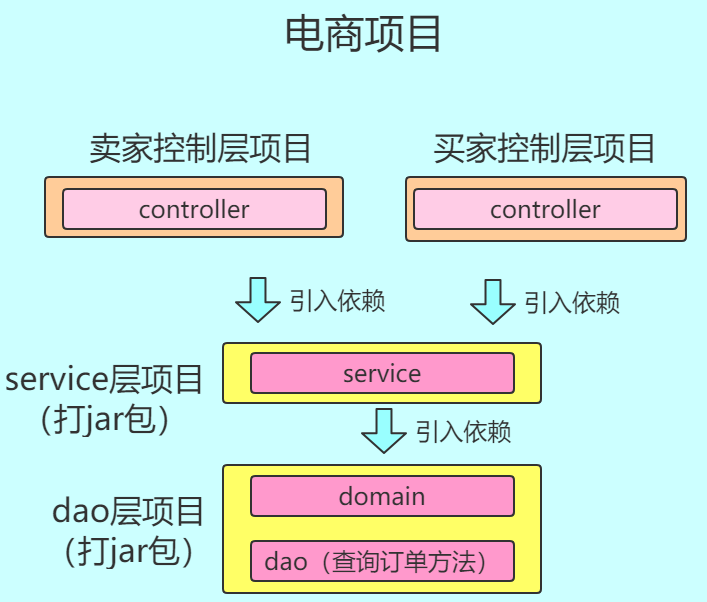 电商项目
卖家控制层项目
买家控制层项目
controller
controller
引入依赖
引入依赖
service层项目
（打jar包）
service
引入依赖
dao层项目
（打jar包）
domain
dao（查询订单方法）